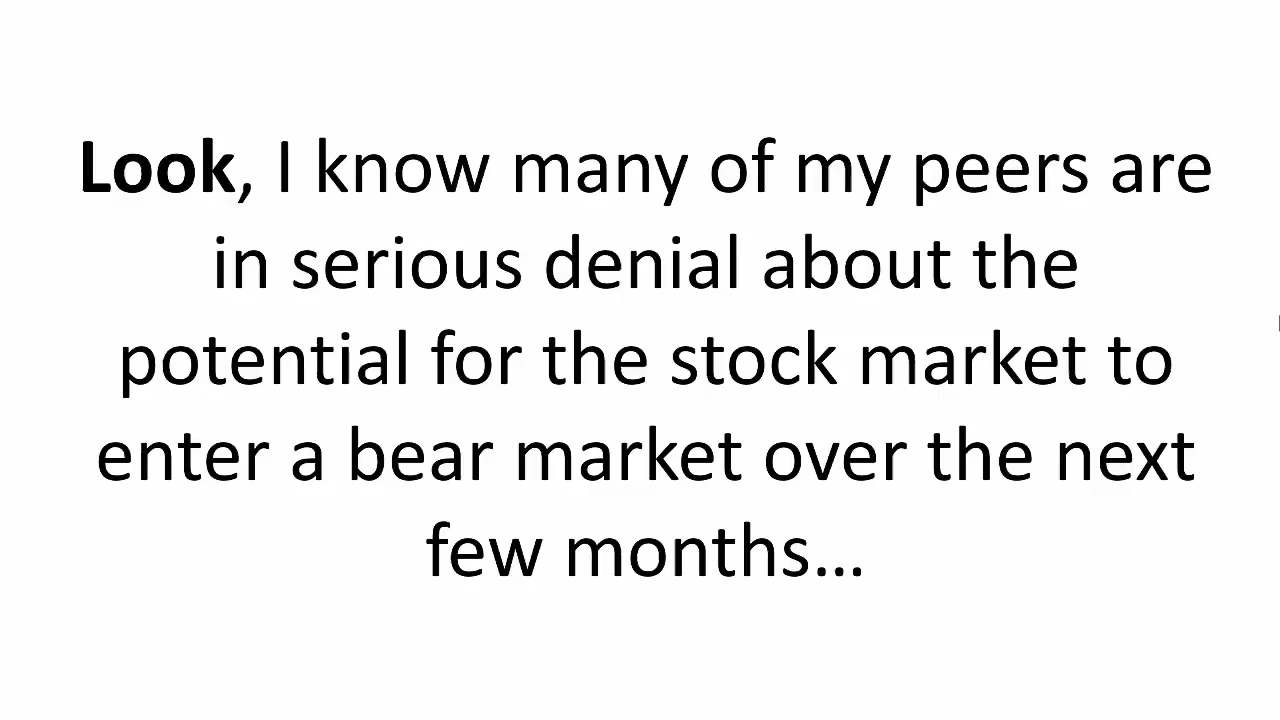 Look, I know many of my peers are
in serious denial about the
potential for the stock market to
enter a bear market over the next
few months...